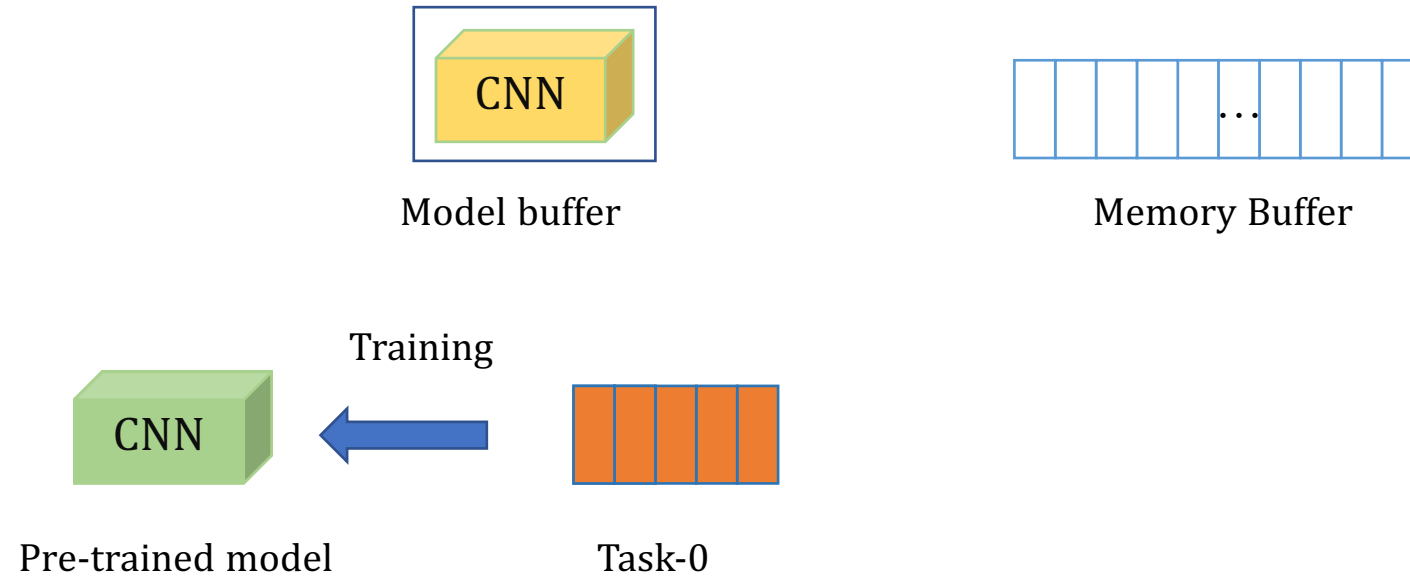 CNN
...
Model buffer
Memory Buffer
Training
CNN
Pre-trained model
Task-0